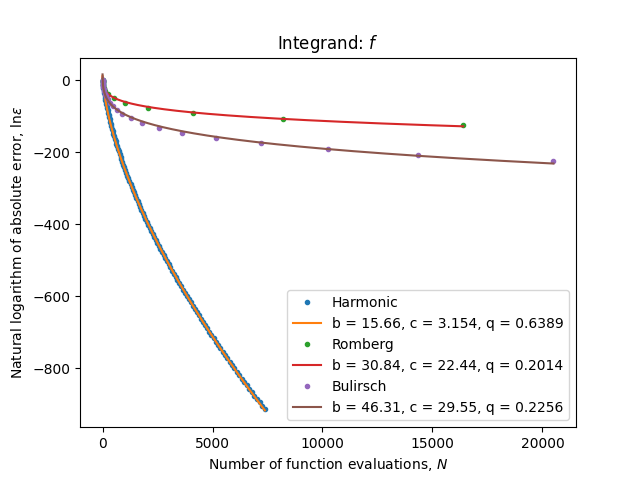 Integrand: f
Natural logarithm of absolute error, lnε
0
−200
−400
−600
−800
Harmonic
b = 15.66, c = 3.154, q = 0.6389
Romberg
b = 30.84, c = 22.44, q = 0.2014
Bulirsch
b = 46.31, c = 29.55, q = 0.2256
0 5000 10000 15000 20000
Number of function evaluations, N